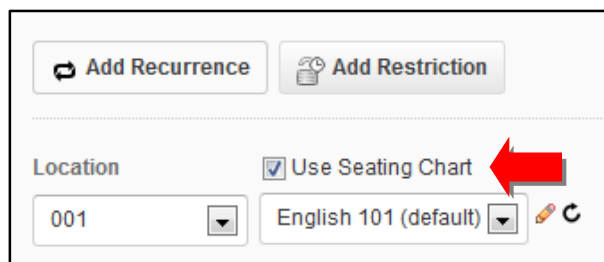 Add Recurrence Add Restriction
Location Use Seating Chart
001 English 101 (default)